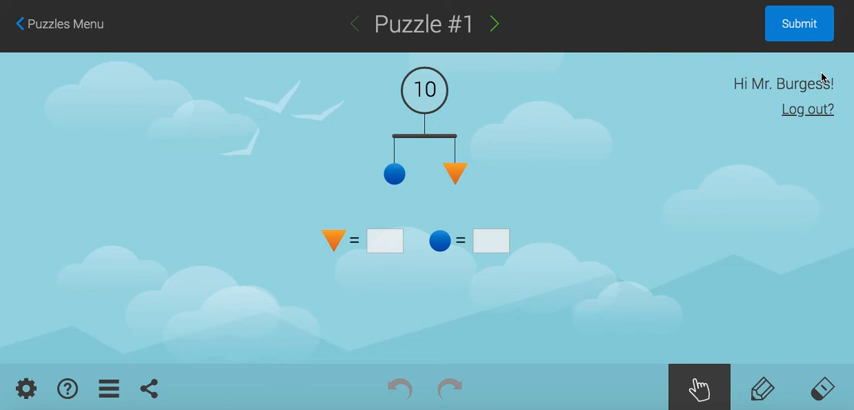 Puzzles Menu
Puzzle #1
Submit
Hi Mr. Burgess!
Log out?
10
=
=